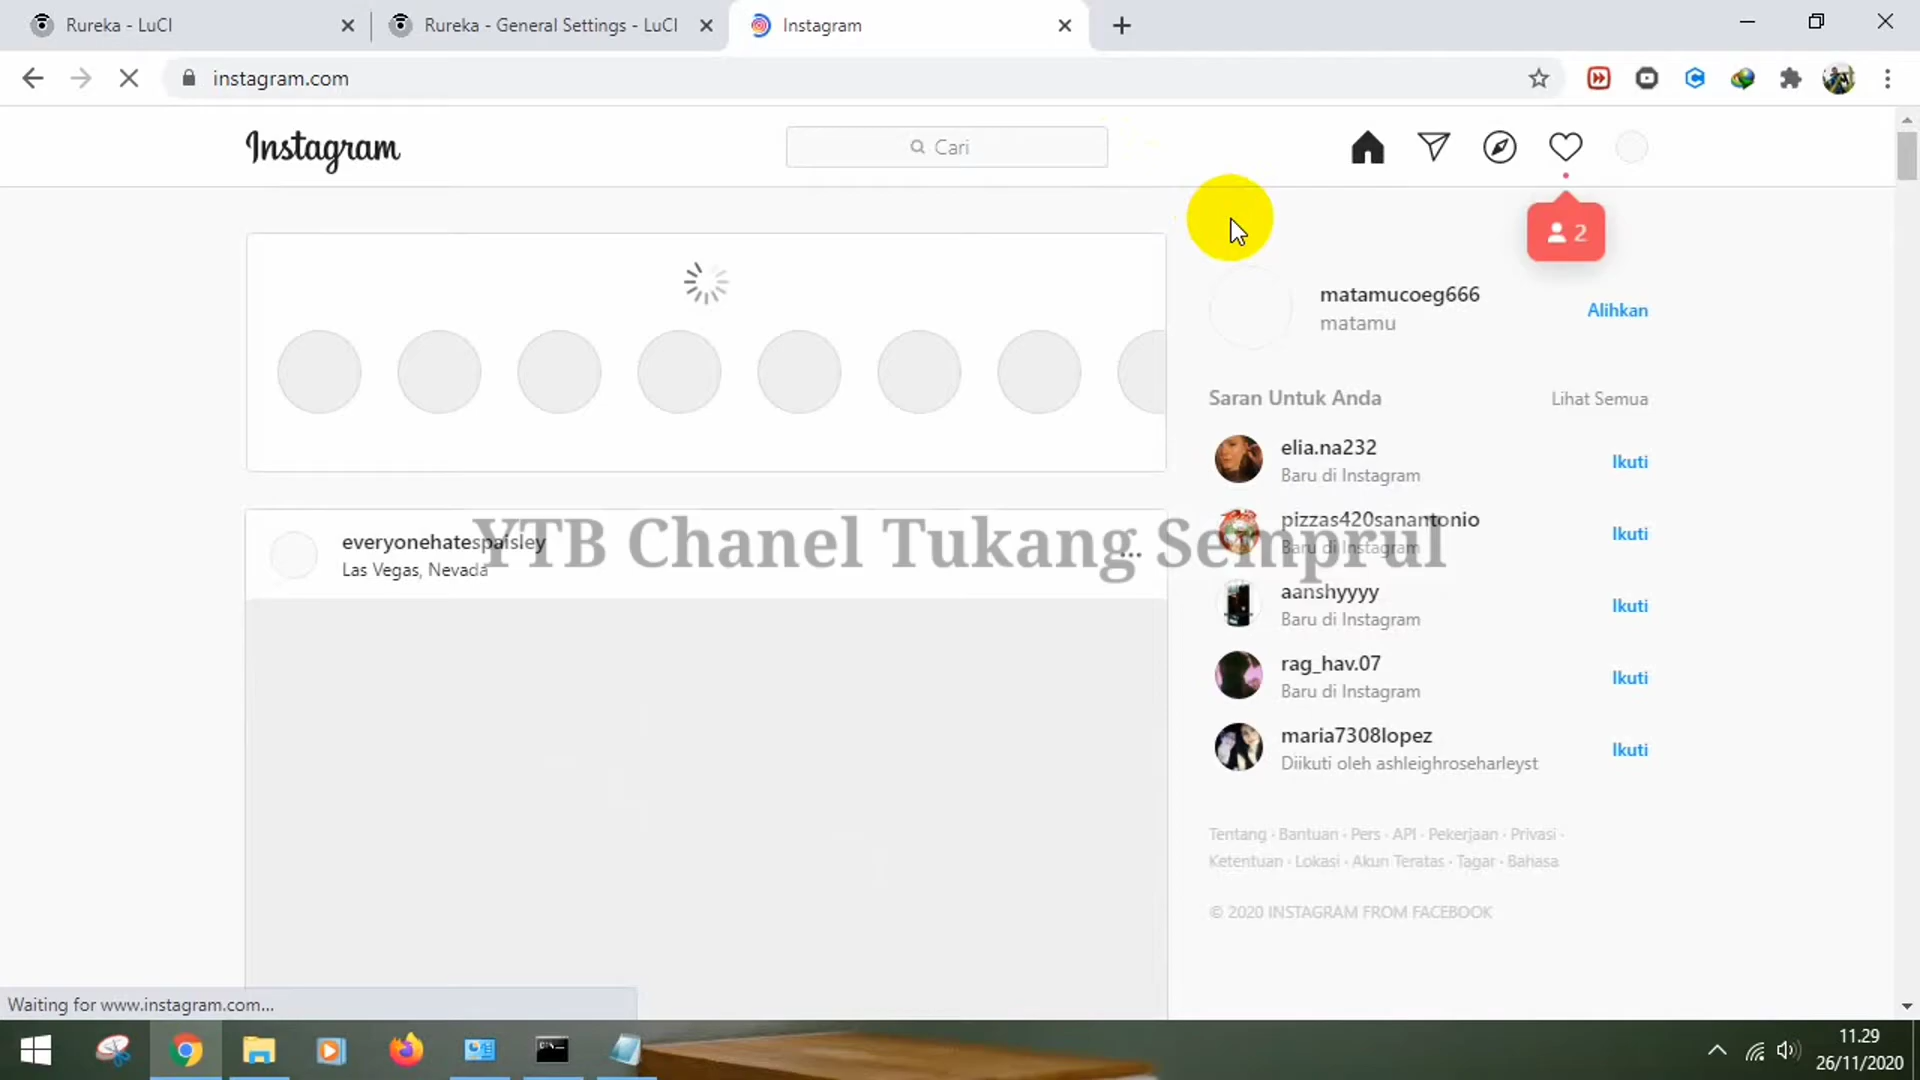 Rureka - LuCI
Rureka - General Settings - LuCI
Instagram
instagram.com
Instagram
Cari
2
matamucoeg666
matamu
Alihkan
Saran Untuk Anda
Lihat Semua
elia.na232
Baru di Instagram
Ikuti
everyonehatespaisley
Las Vegas, Nevada
YTB Chanel Tukang Semprul
pizzas420sanantonio
Baru di Instagram
Ikuti
aanshyyyy
Baru di Instagram
Ikuti
rag_hav.07
Baru di Instagram
Ikuti
maria7308lopez
Diikuti oleh ashleighroseharleyst
Ikuti
Tentang · Bantuan · Pers · API · Pekerjaan · Privasi ·
Ketentuan · Lokasi · Akun Teratas · Tagar · Bahasa
© 2020 INSTAGRAM FROM FACEBOOK
Waiting for www.instagram.com...
11.29
26/11/2020